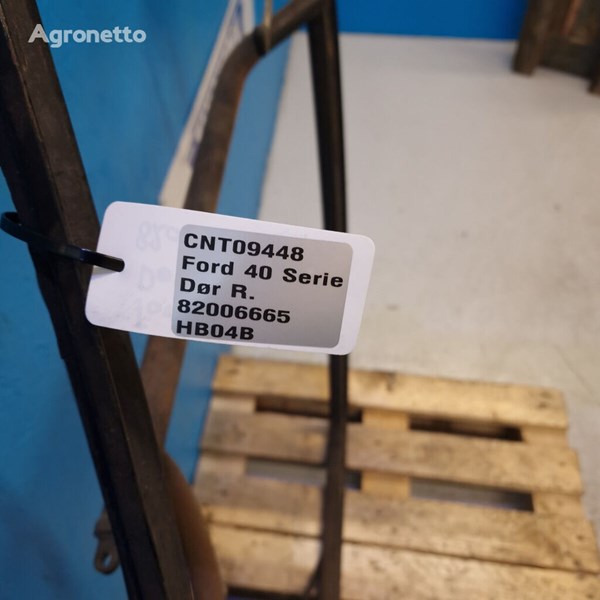 Agronetto
CNT09448
Ford 40 Serie
Dør R.
82006665
HB04B